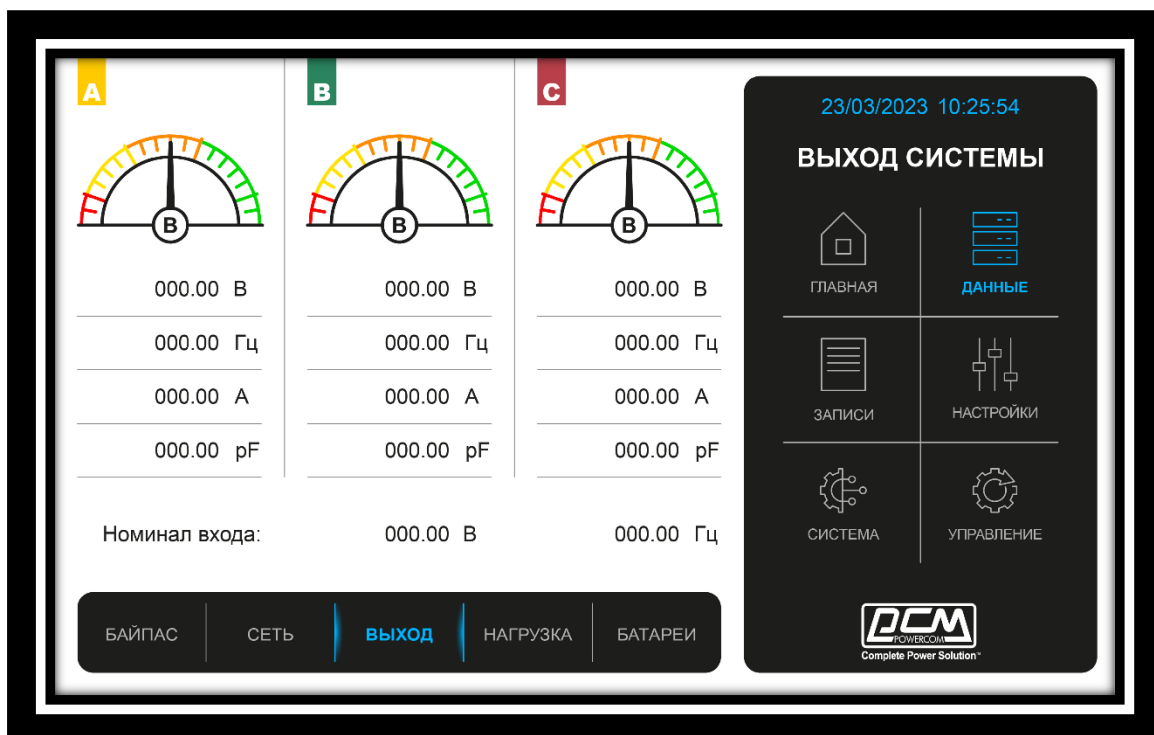 A B C
В В В
000.00 В 000.00 В 000.00 В
000.00 Гц 000.00 Гц 000.00 Гц
000.00 А 000.00 А 000.00 А
000.00 pF 000.00 pF 000.00 pF
Номинал входа: 000.00 В 000.00 Гц
БАЙПАС СЕТЬ ВЫХОД НАГРУЗКА БАТАРЕИ
23/03/2023 10:25:54
ВЫХОД СИСТЕМЫ
ГЛАВНАЯ ДАННЫЕ
ЗАПИСИ НАСТРОЙКИ
СИСТЕМА УПРАВЛЕНИЕ
PCM
POWERCOM
Complete Power Solution™